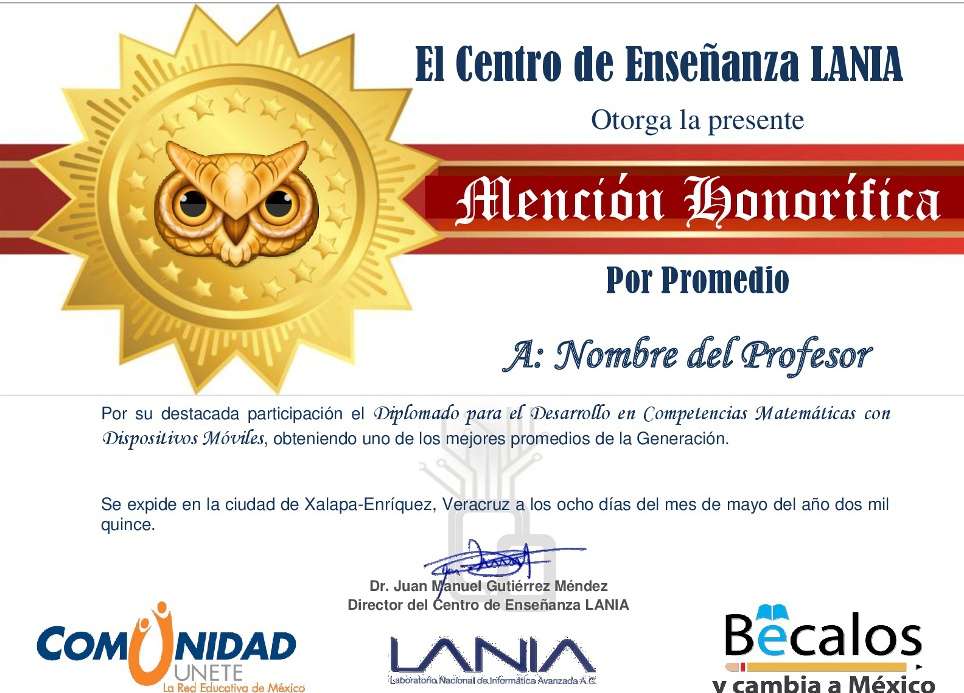 El Centro de Enseñanza LANIA
Otorga la presente
Mención Honorífica
Por Promedio
A: Nombre del Profesor
Por su destacada participación el Diplomado para el Desarrollo en Competencias Matemáticas con
Dispositivos Móviles, obteniendo uno de los mejores promedios de la Generación.
Se expide en la ciudad de Xalapa-Enríquez, Veracruz a los ocho días del mes de mayo del año dos mil
quince.
Dr. Juan Manuel Gutiérrez Méndez
Director del Centro de Enseñanza LANIA
COMUNIDAD
UNETE
La Red Educativa de México
LANIA
Laboratorio Nacional de Informática Avanzada A.C.
Bécalos
y cambia a México